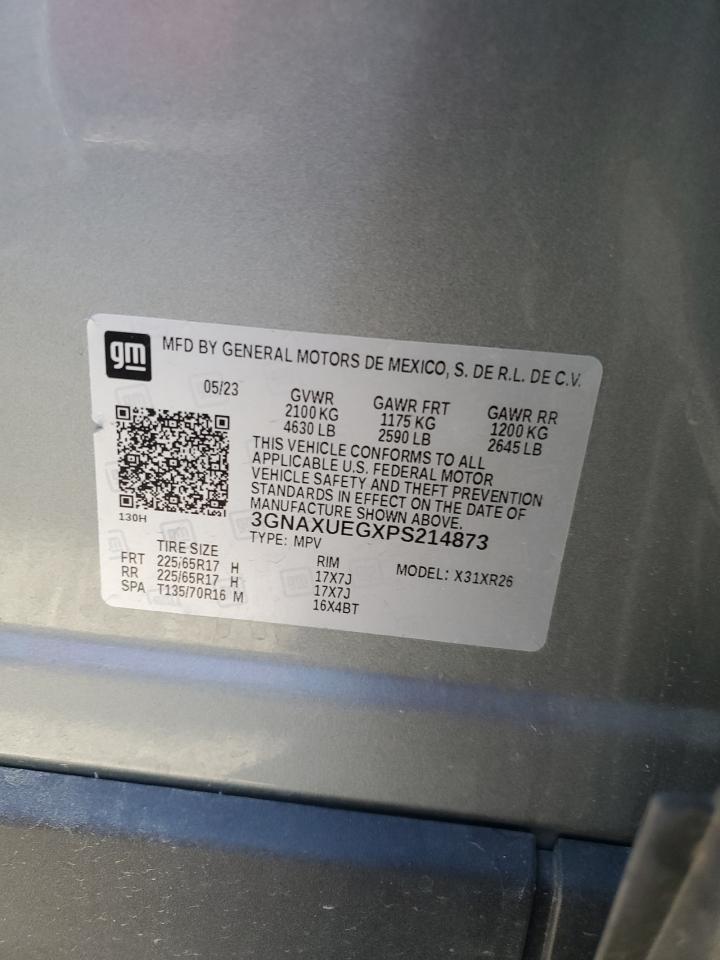 gm
MFD BY GENERAL MOTORS DE MEXICO, S. DE R.L. DE C.V.
05/23
GVWR
2100 KG
4630 LB
GAWR FRT
1175 KG
2590 LB
GAWR RR
1200 KG
2645 LB
THIS VEHICLE CONFORMS TO ALL
APPLICABLE U.S. FEDERAL MOTOR
VEHICLE SAFETY AND THEFT PREVENTION
STANDARDS IN EFFECT ON THE DATE OF
MANUFACTURE SHOWN ABOVE.
130H
3GNAXUEGXPS214873
TYPE: MPV
MODEL: X31XR26
TIRE SIZE RIM
FRT 225/65R17 H 17X7J
RR 225/65R17 H 17X7J
SPA T135/70R16 M 16X4BT